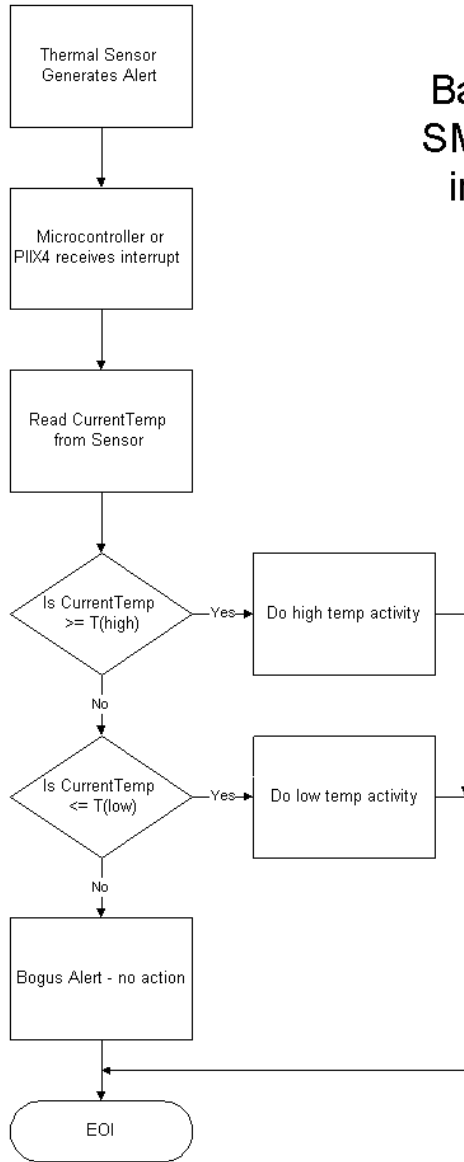 Thermal Sensor
Generates Alert
Microcontroller or
PIIX4 receives interrupt
Read CurrentTemp
from Sensor
Is CurrentTemp
>= T(high)
Yes
Do high temp activity
No
Is CurrentTemp
<= T(low)
Yes
Do low temp activity
No
Bogus Alert - no action
EOI